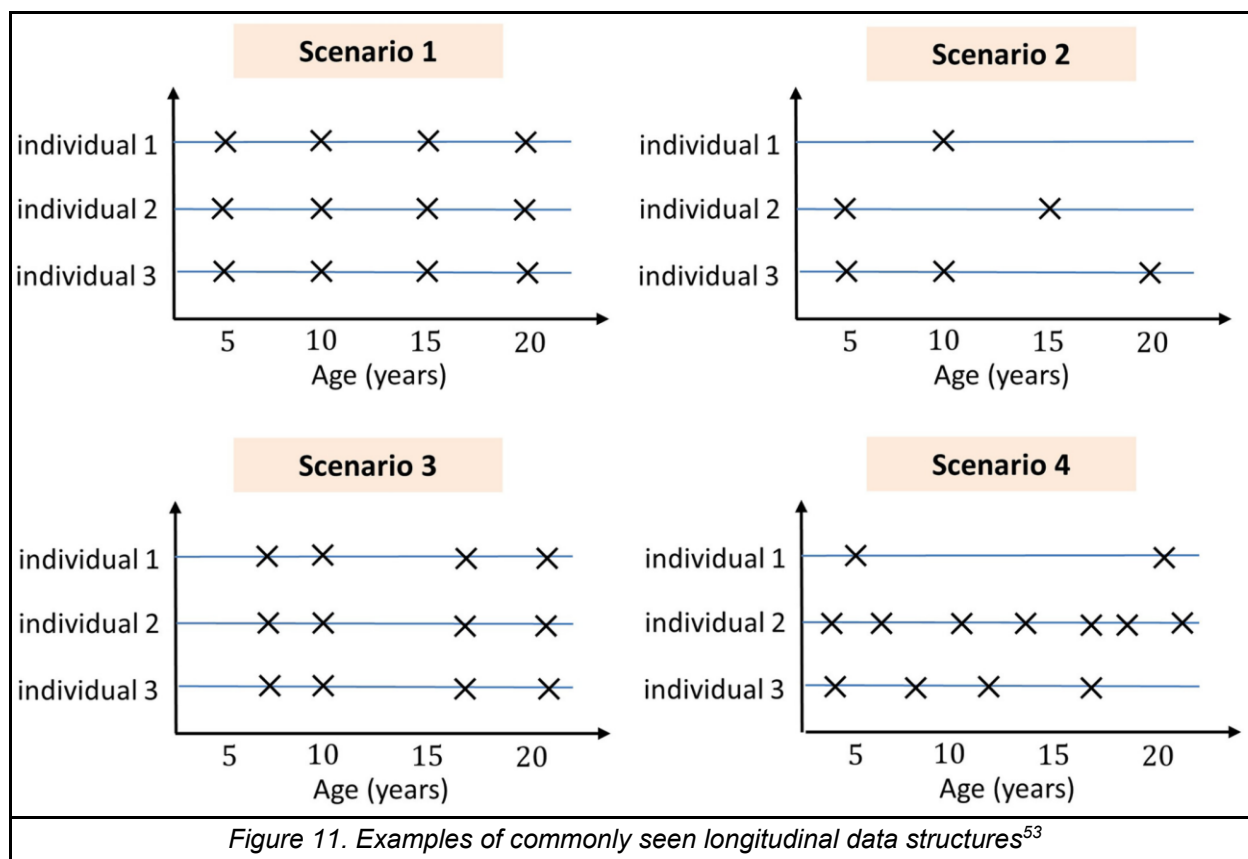 Scenario 1
individual 1
individual 2
individual 3
5 10 15 20
Age (years)
Scenario 2
individual 1
individual 2
individual 3
5 10 15 20
Age (years)
Scenario 3
individual 1
individual 2
individual 3
5 10 15 20
Age (years)
Scenario 4
individual 1
individual 2
individual 3
5 10 15 20
Age (years)
Figure 11. Examples of commonly seen longitudinal data structures53